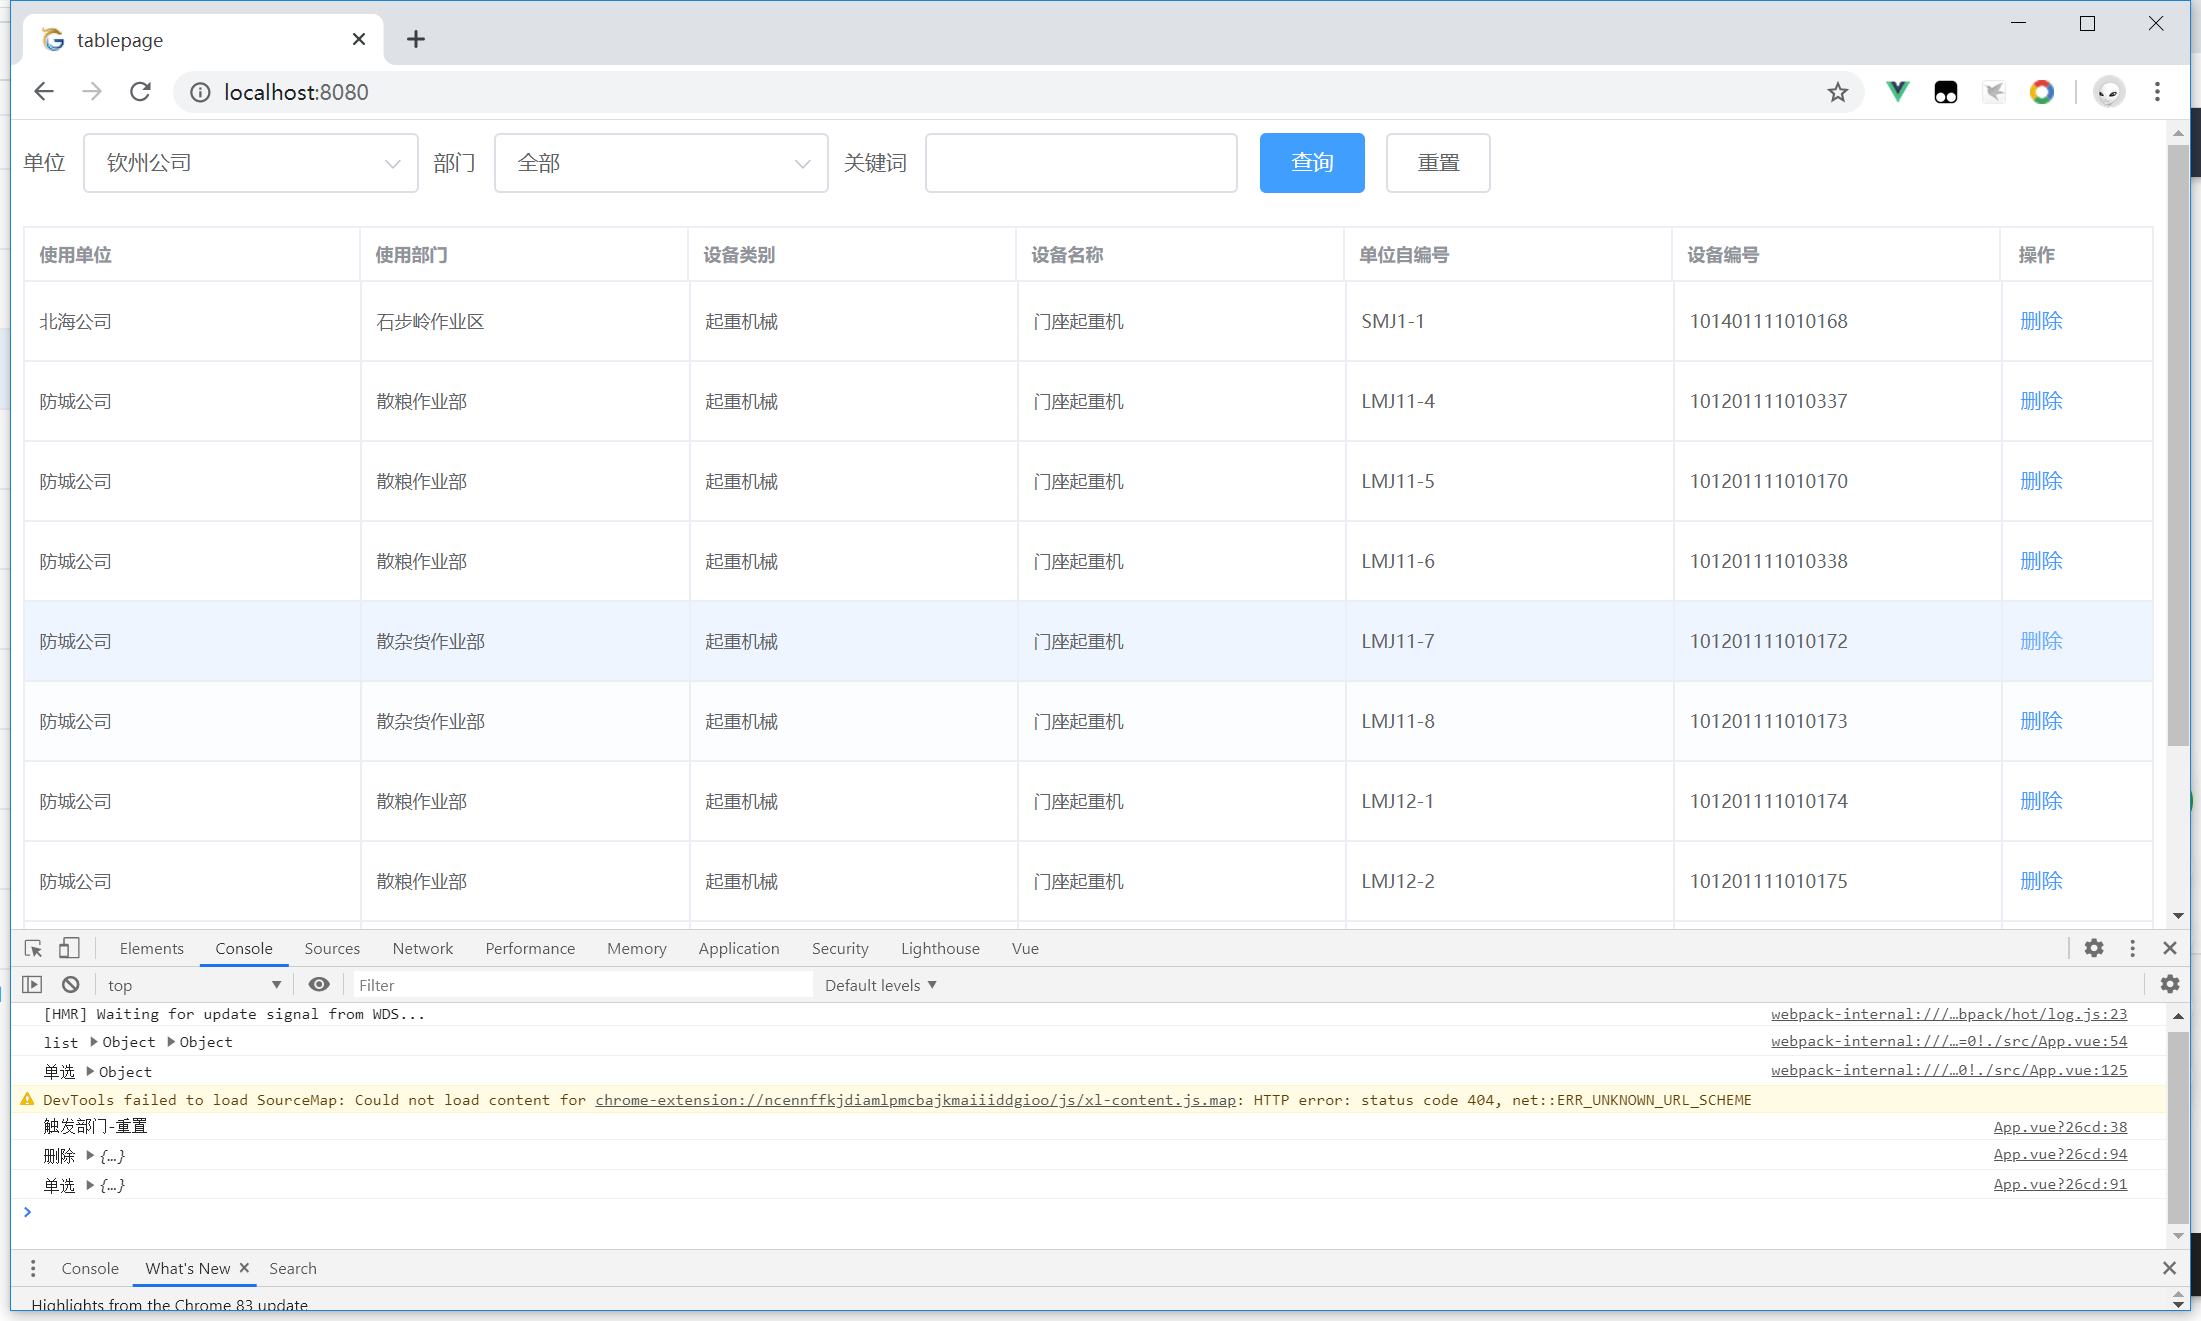 tablepage
localhost:8080
单位 钦州公司 部门 全部 关键词 查询 重置
使用单位 使用部门 设备类别 设备名称 单位自编号 设备编号 操作
北海公司 石步岭作业区 起重机械 门座起重机 SMJ1-1 101401111010168 删除
防城公司 散粮作业部 起重机械 门座起重机 LMJ11-4 101201111010337 删除
防城公司 散粮作业部 起重机械 门座起重机 LMJ11-5 101201111010170 删除
防城公司 散粮作业部 起重机械 门座起重机 LMJ11-6 101201111010338 删除
防城公司 散杂货作业部 起重机械 门座起重机 LMJ11-7 101201111010172 删除
防城公司 散杂货作业部 起重机械 门座起重机 LMJ11-8 101201111010173 删除
防城公司 散粮作业部 起重机械 门座起重机 LMJ12-1 101201111010174 删除
防城公司 散粮作业部 起重机械 门座起重机 LMJ12-2 101201111010175 删除
Elements Console Sources Network Performance Memory Application Security Lighthouse Vue
top Filter Default levels
[HMR] Waiting for update signal from WDS... webpack-internal:///…bpack/hot/log.js:23
list Object Object webpack-internal:///…=0!./src/App.vue:54
单选 Object webpack-internal:///…0!./src/App.vue:125
DevTools failed to load SourceMap: Could not load content for chrome-extension://ncennffkjdiamlpmcbajkmaiiiddgioo/js/xl-content.js.map: HTTP error: status code 404, net::ERR_UNKNOWN_URL_SCHEME
触发部门-重置 App.vue?26cd:38
删除 {…} App.vue?26cd:94
单选 {…} App.vue?26cd:91
Console What's New Search
Highlights from the Chrome 83 update